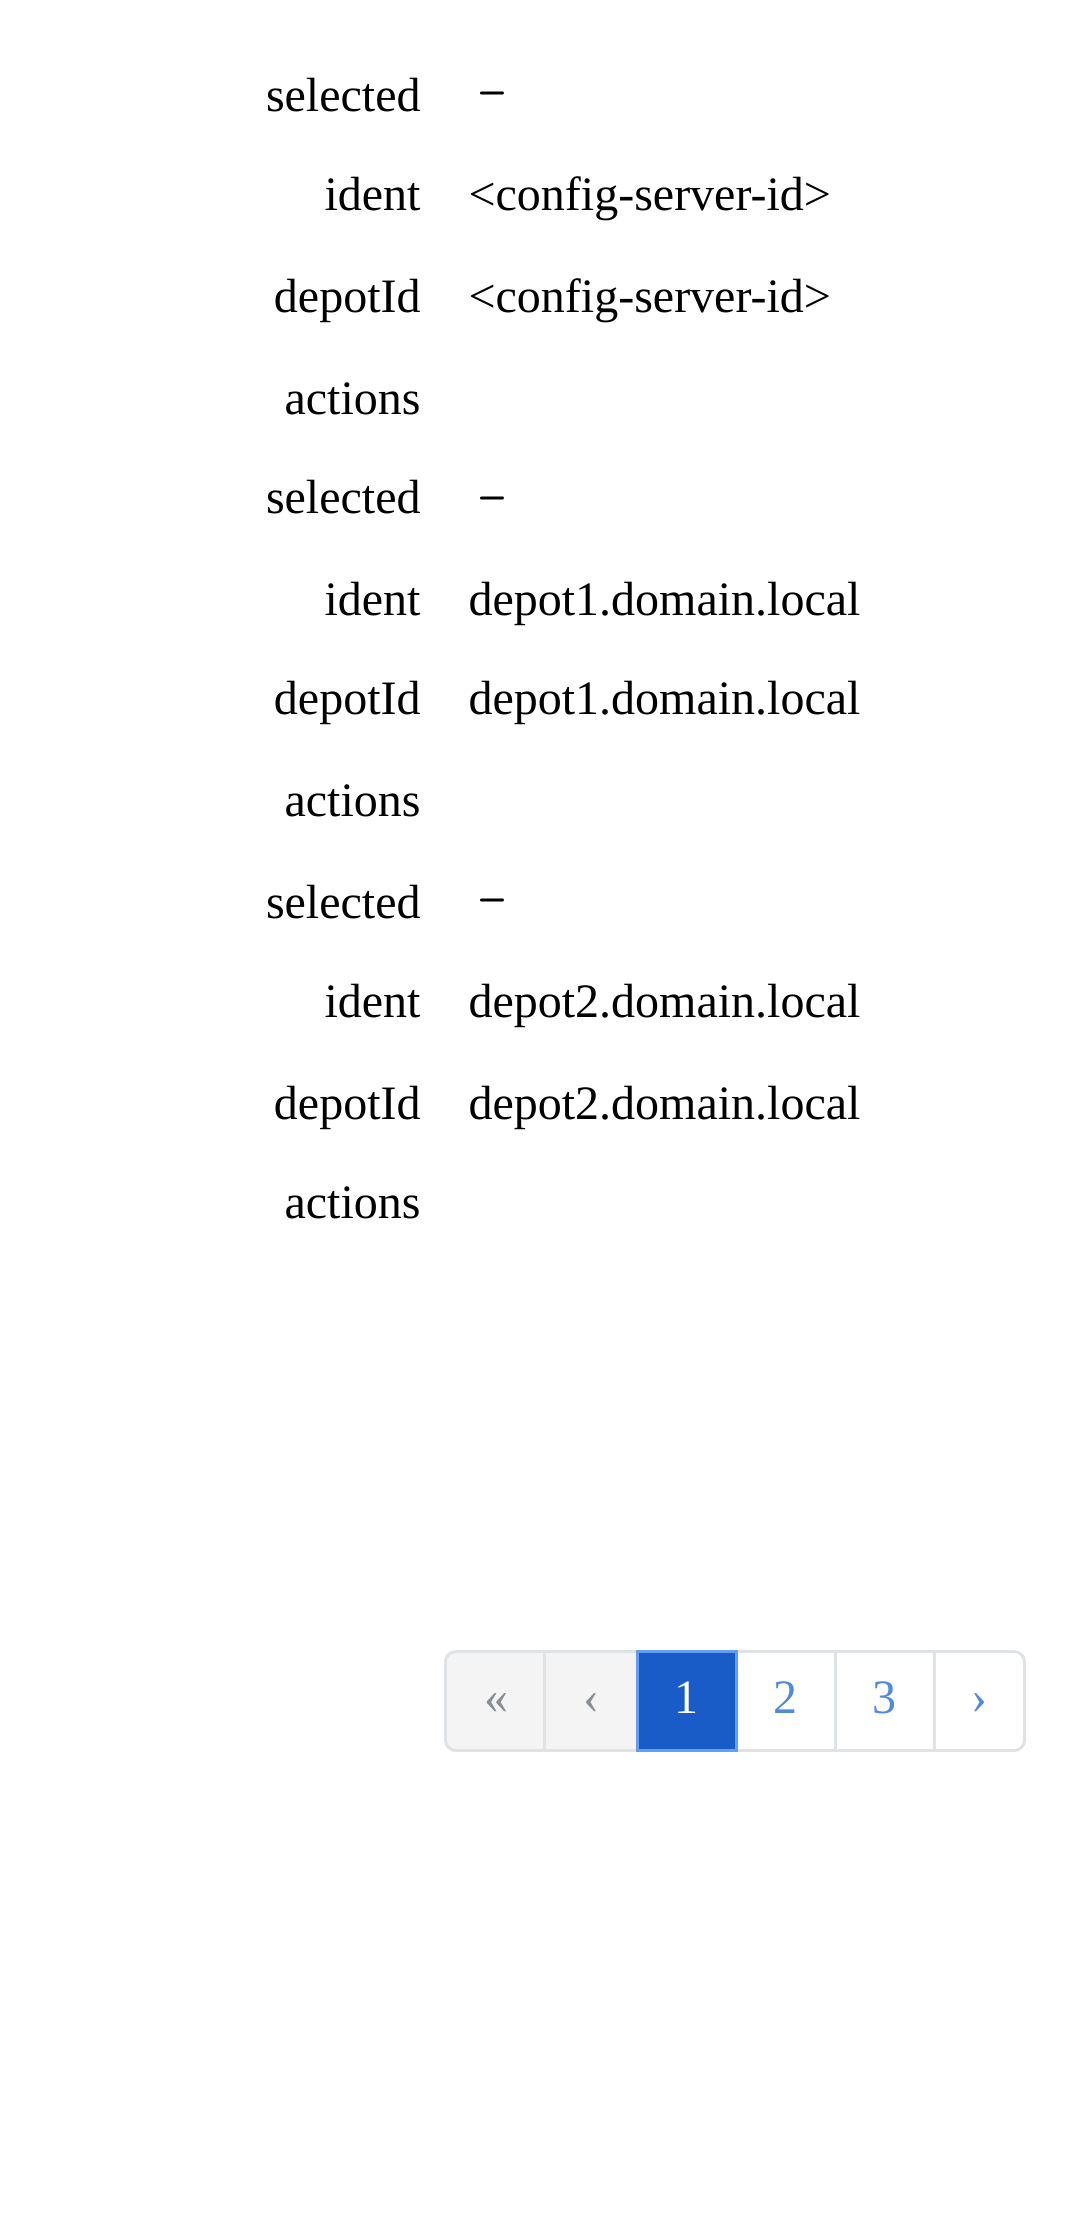 selected −
ident <config-server-id>
depotId <config-server-id>
actions
selected −
ident depot1.domain.local
depotId depot1.domain.local
actions
selected −
ident depot2.domain.local
depotId depot2.domain.local
actions
« ‹ 1 2 3 ›